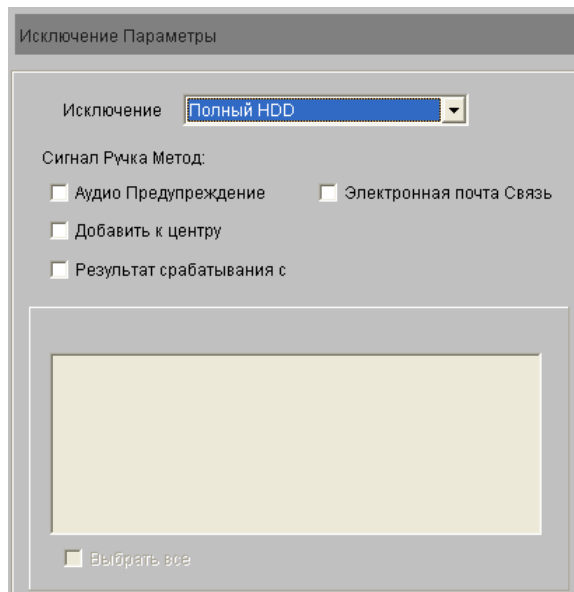 Исключение Параметры
Исключение Полный HDD
Сигнал Ручка Метод:
Аудио Предупреждение Электронная почта Связь
Добавить к центру
Результат срабатывания с
Выбрать все